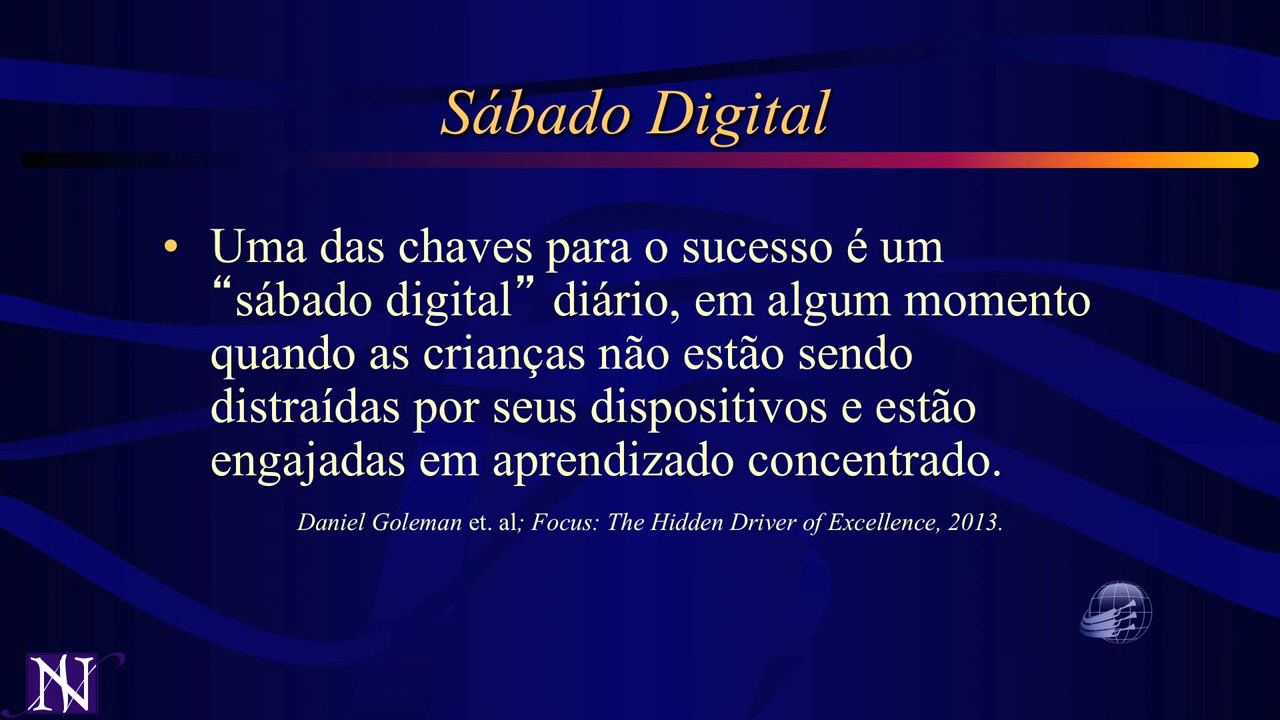 Sábado Digital
• Uma das chaves para o sucesso é um
“sábado digital” diário, em algum momento
quando as crianças não estão sendo
distraídas por seus dispositivos e estão
engajadas em aprendizado concentrado.
Daniel Goleman et. al; Focus: The Hidden Driver of Excellence, 2013.
N